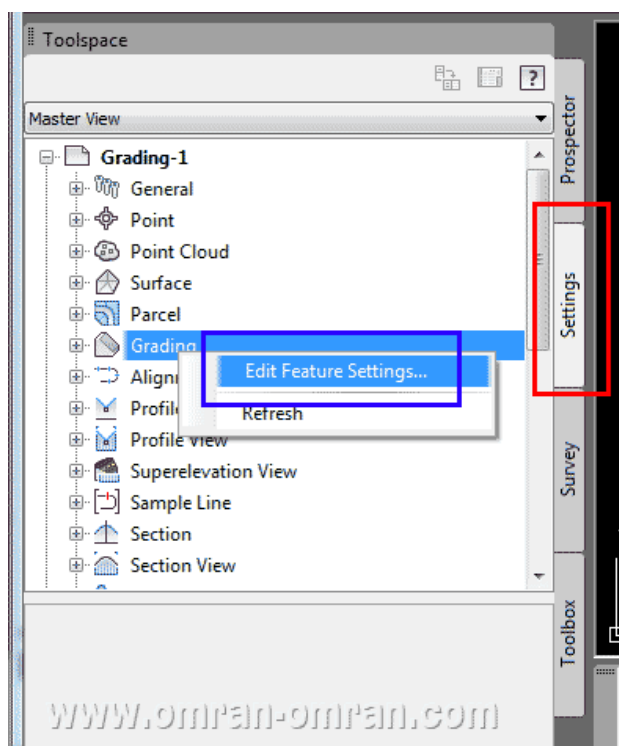 Toolspace
?
Master View
Grading-1
General
Point
Point Cloud
Surface
Parcel
Grading
Edit Feature Settings...
Refresh
Profile View
Superelevation View
Sample Line
Section
Section View
Prospector
Settings
Survey
Toolbox
www.omran-omran.com